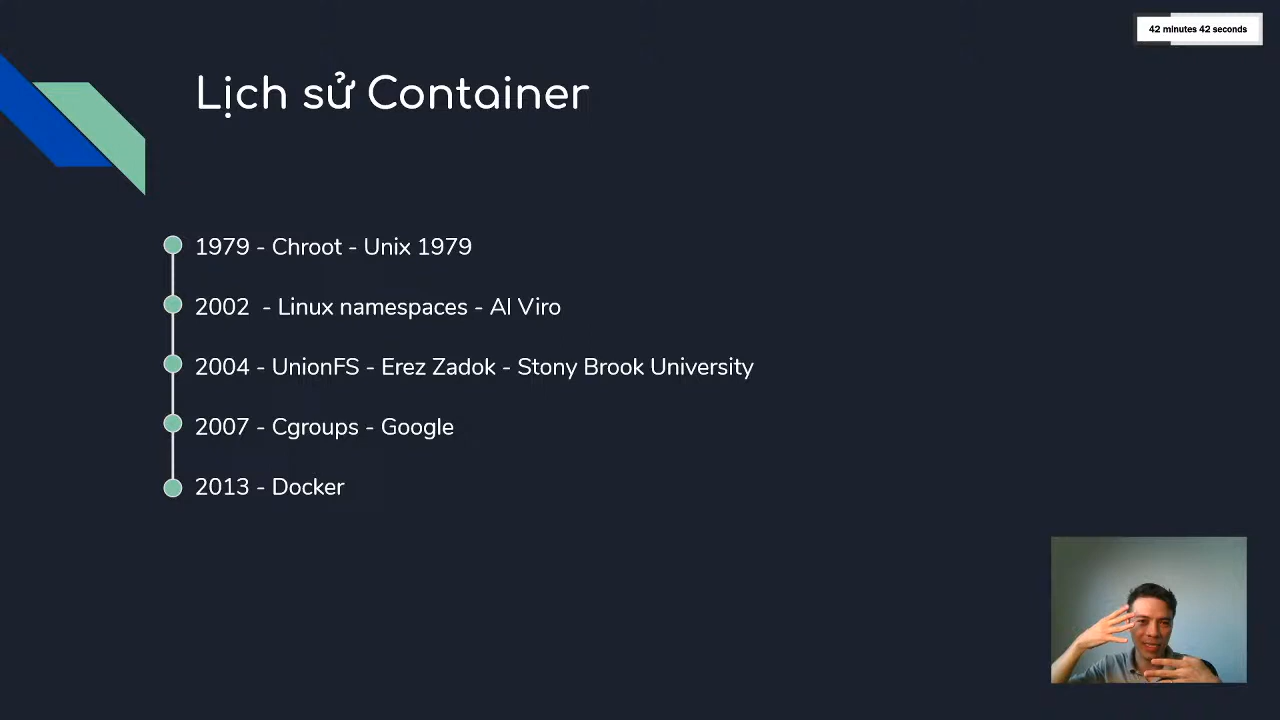 42 minutes 42 seconds
Lịch sử Container
1979 - Chroot - Unix 1979
2002 - Linux namespaces - Al Viro
2004 - UnionFS - Erez Zadok - Stony Brook University
2007 - Cgroups - Google
2013 - Docker